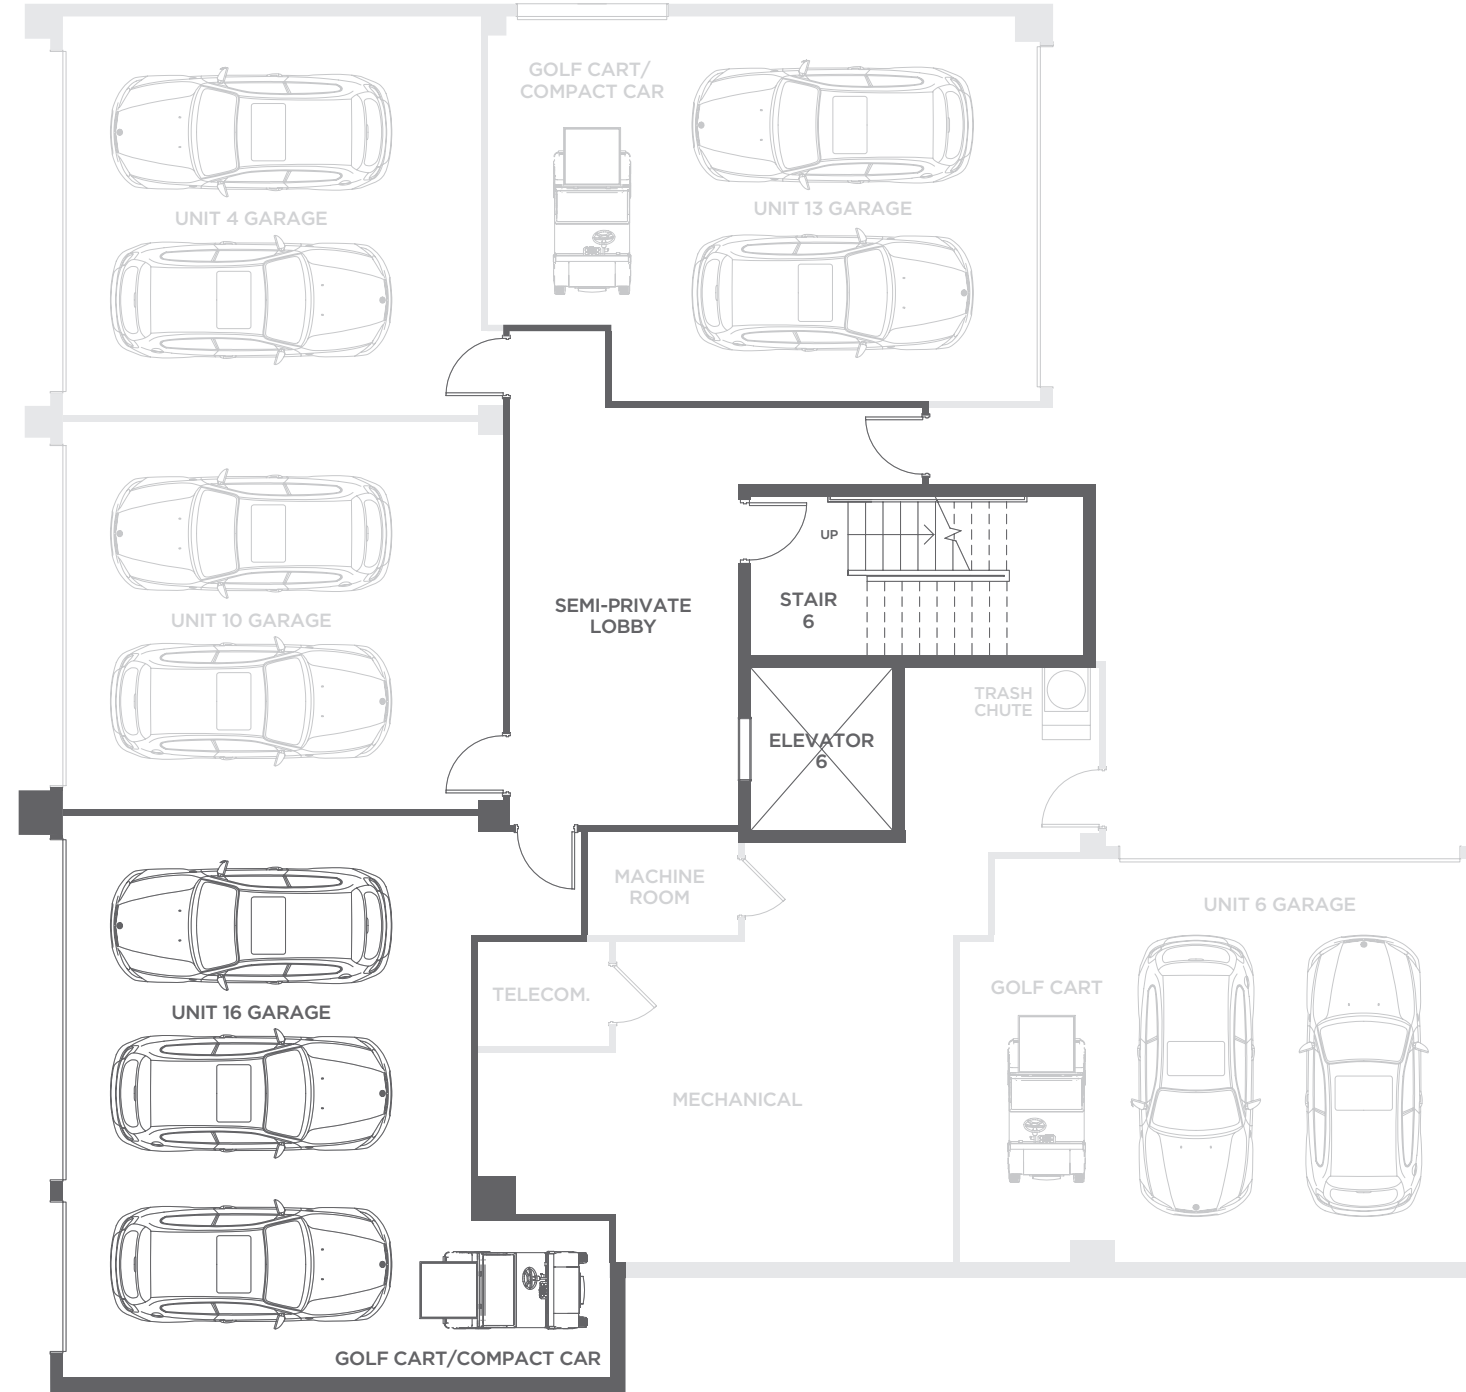 GOLF CART/
COMPACT CAR
UNIT 4 GARAGE
UNIT 13 GARAGE
UP
SEMI-PRIVATE
LOBBY
STAIR
6
UNIT 10 GARAGE
TRASH
CHUTE
ELEVATOR
6
MACHINE
ROOM
UNIT 6 GARAGE
GOLF CART
TELECOM.
UNIT 16 GARAGE
MECHANICAL
GOLF CART/COMPACT CAR